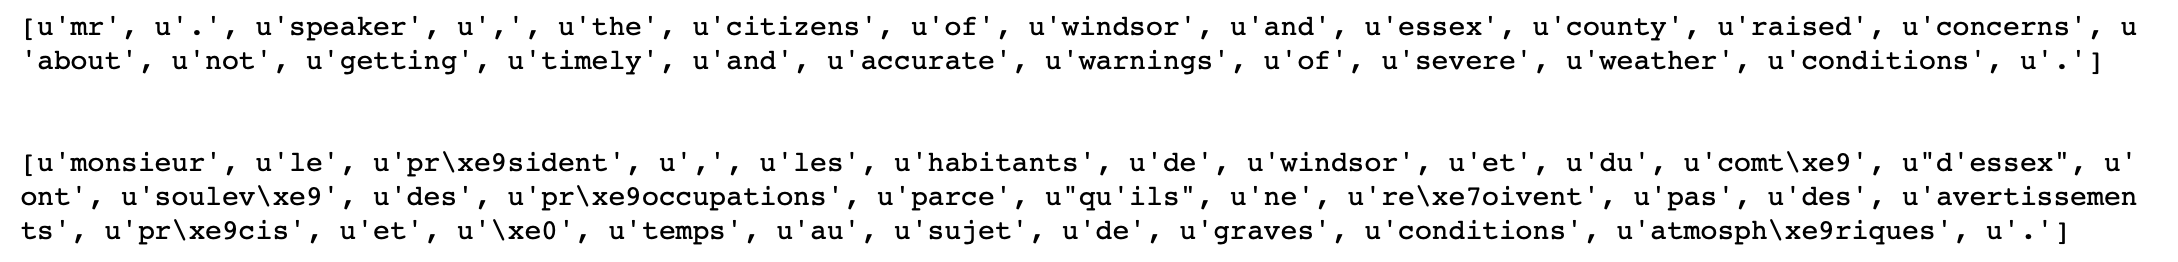 [u'mr', u'.', u'speaker', u',', u'the', u'citizens', u'of', u'windsor', u'and', u'essex', u'county', u'raised', u'concerns', u
'about', u'not', u'getting', u'timely', u'and', u'accurate', u'warnings', u'of', u'severe', u'weather', u'conditions', u'.']
[u'monsieur', u'le', u'pr\xe9sident', u',', u'les', u'habitants', u'de', u'windsor', u'et', u'du', u'comt\xe9', u"d'essex", u'
ont', u'soulev\xe9', u'des', u'pr\xe9occupations', u'parce', u"qu'ils", u'ne', u're\xe7oivent', u'pas', u'des', u'avertissemen
ts', u'pr\xe9cis', u'et', u'\xe0', u'temps', u'au', u'sujet', u'de', u'graves', u'conditions', u'atmosph\xe9riques', u'.']